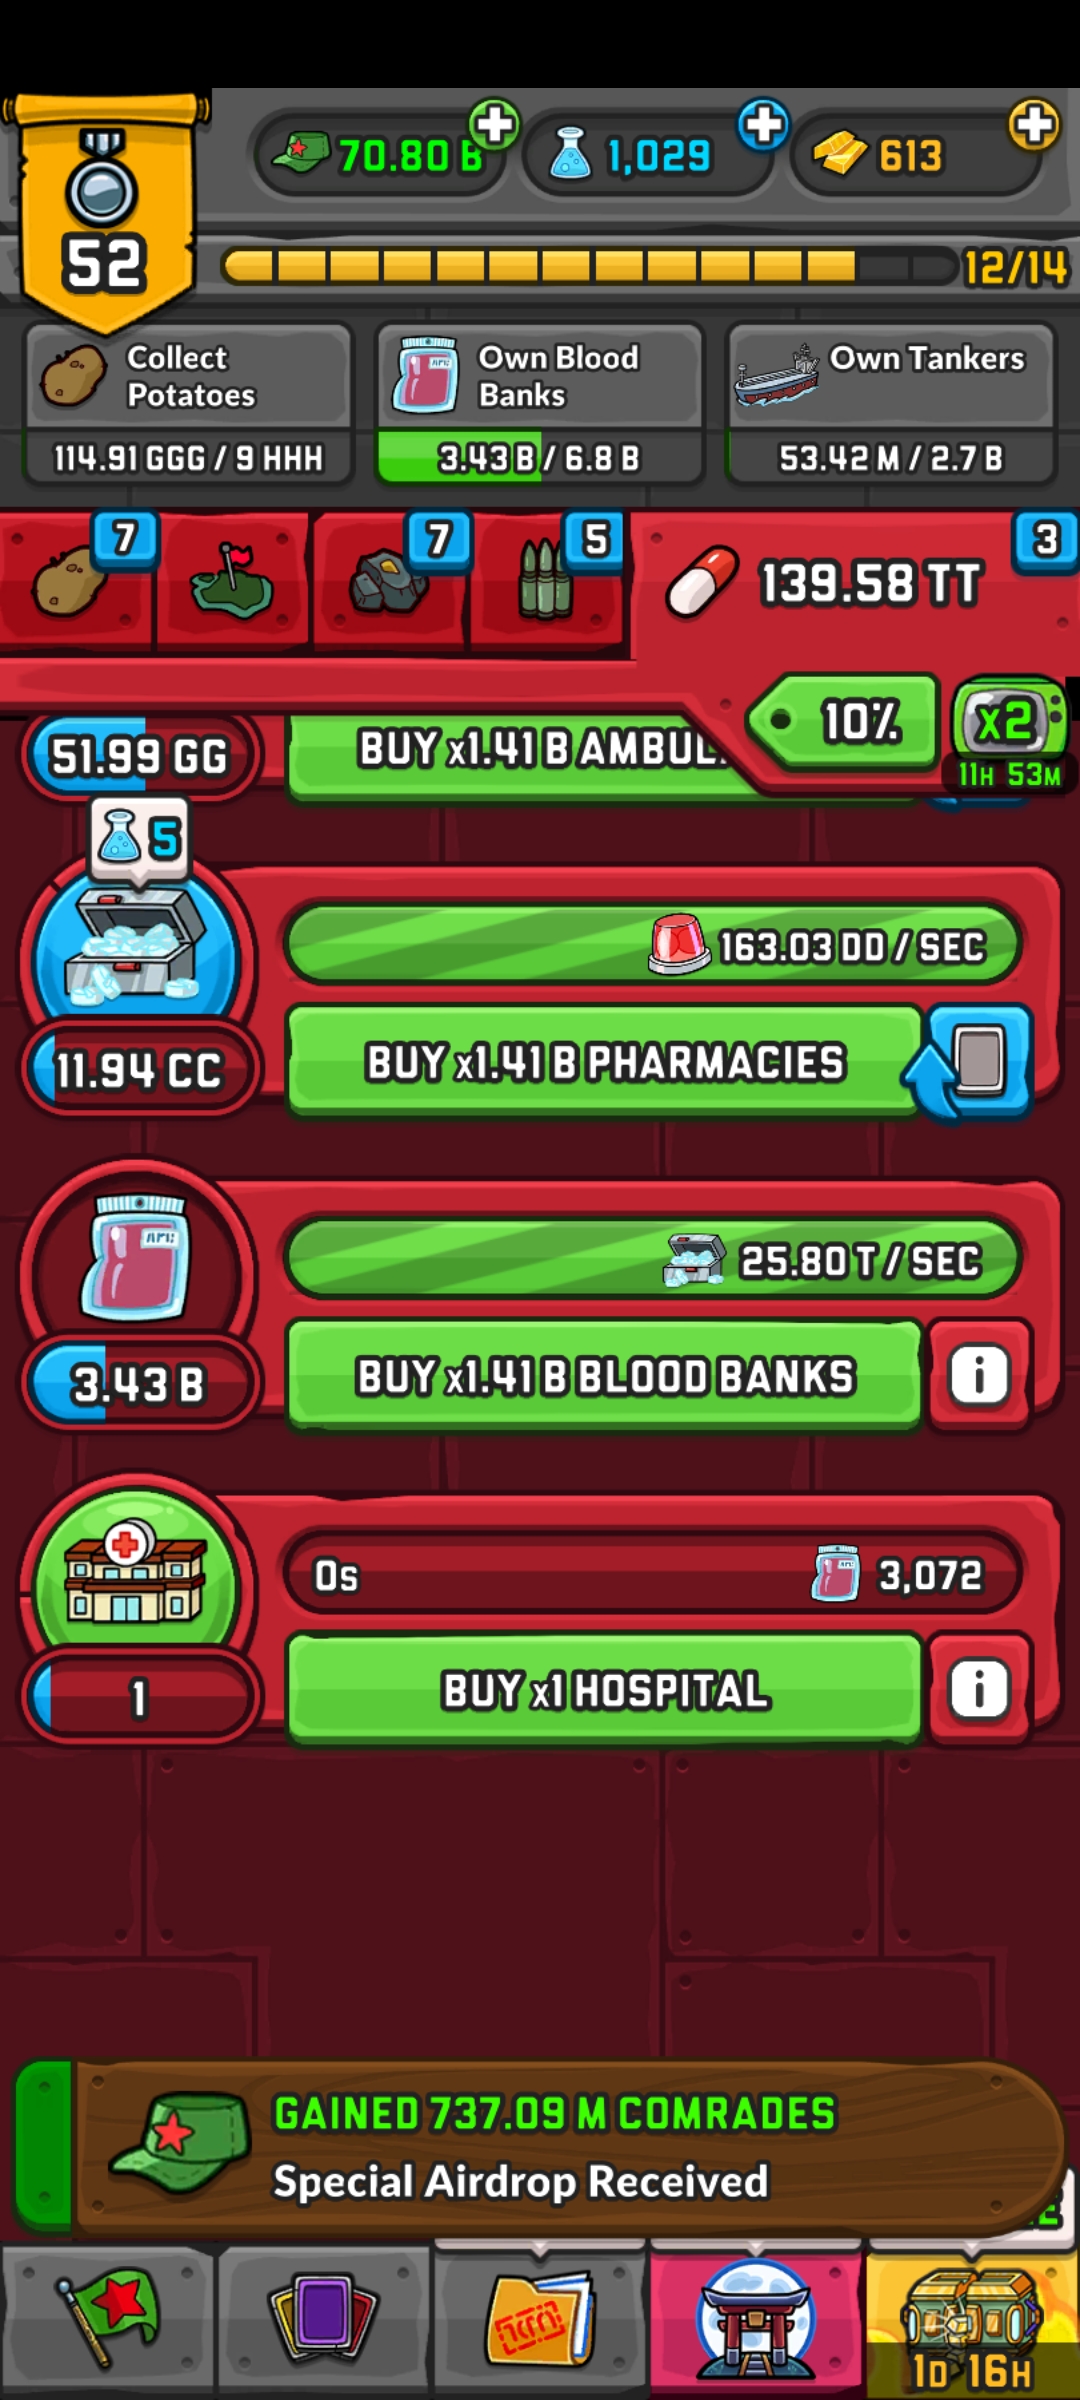 70.80 B
1,029
613
52
12/14
Collect
Potatoes
114.91 GGG / 9 HHH
Own Blood
Banks
3.43 B / 6.8 B
Own Tankers
53.42 M / 2.7 B
7
7
5
3
139.58 TT
10%
x2
11H 53M
51.99 GG
BUY x1.41 B AMBUL
5
163.03 DD / SEC
11.94 CC
BUY x1.41 B PHARMACIES
25.80 T / SEC
3.43 B
BUY x1.41 B BLOOD BANKS
i
0s
3,072
1
BUY x1 HOSPITAL
i
GAINED 737.09 M COMRADES
Special Airdrop Received
1D 16H